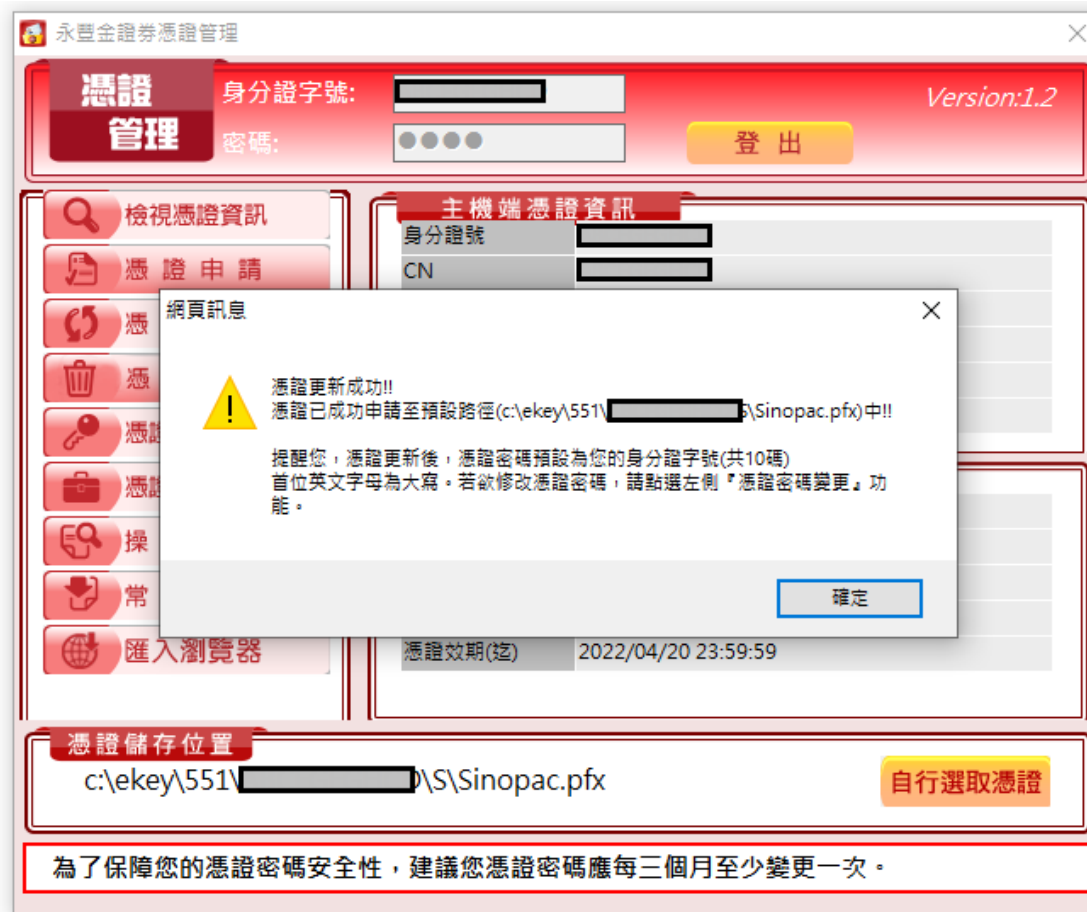 永豐金證券憑證管理
憑證
管理
身分證字號:
密碼:
登 出
Version:1.2
檢視憑證資訊
憑 證 申 請
憑
憑
憑證
憑證
操
常
匯入瀏覽器
主機端憑證資訊
身分證號
CN
網頁訊息
憑證更新成功!!
憑證已成功申請至預設路徑(c:\ekey\551\ \Sinopac.pfx)中!!
提醒您，憑證更新後，憑證密碼預設為您的身分證字號(共10碼)
首位英文字母為大寫。若欲修改憑證密碼，請點選左側『憑證密碼變更』功
能。
確定
憑證效期(迄) 2022/04/20 23:59:59
憑證儲存位置
c:\ekey\551\ \S\Sinopac.pfx
自行選取憑證
為了保障您的憑證密碼安全性，建議您憑證密碼應每三個月至少變更一次。